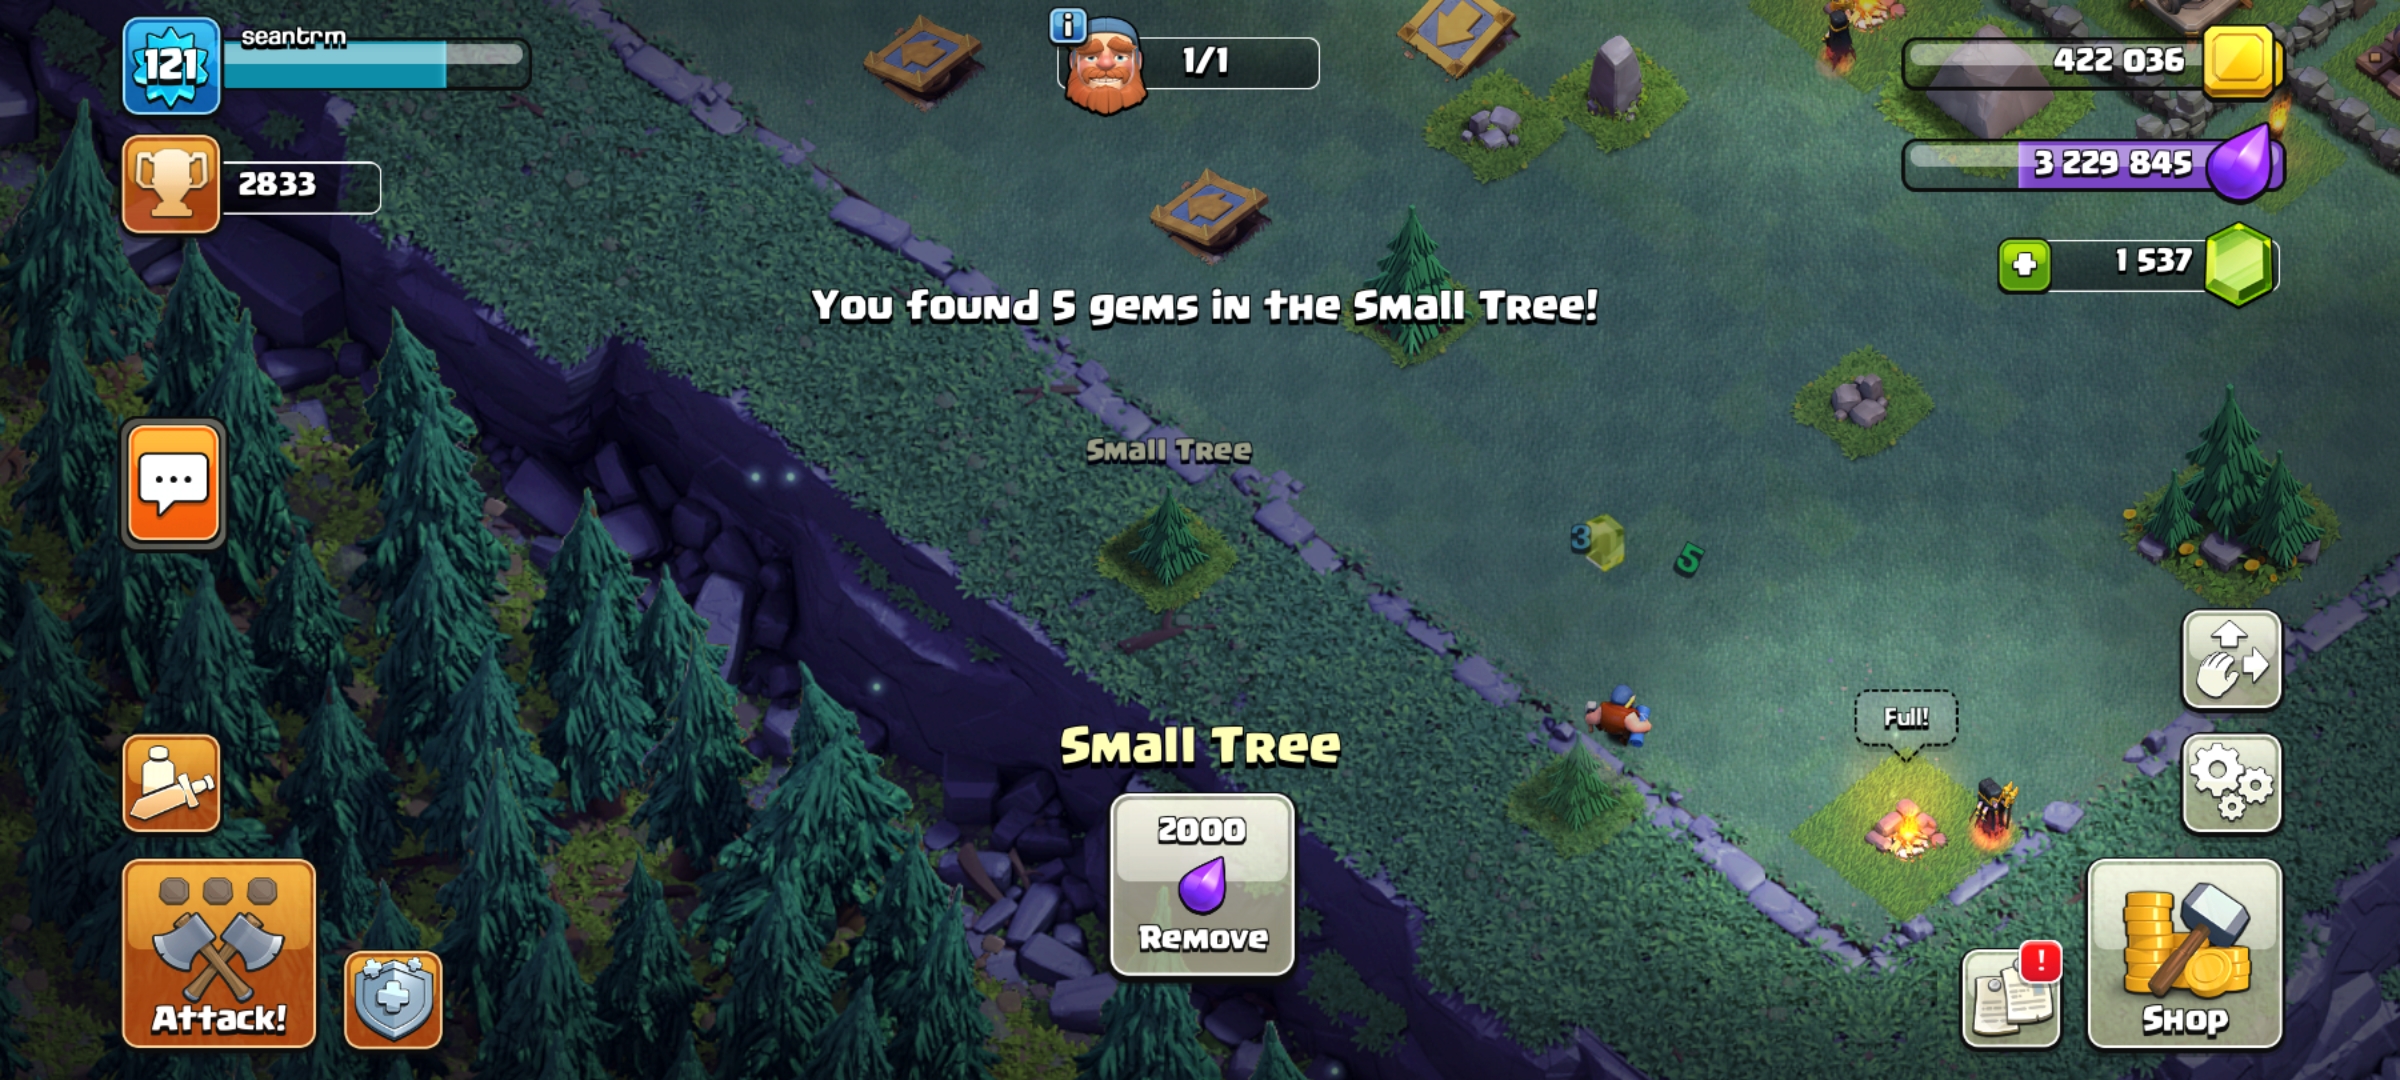 121
seantrm
i
1/1
422 036
2833
3 229 845
1 537
You found 5 gems in the Small Tree!
Small Tree
3
5
Full!
Small Tree
2000
Remove
!
Attack!
Shop